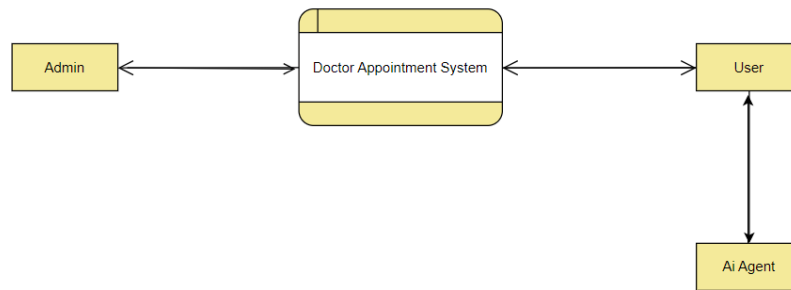 Admin
Doctor Appointment System
User
Ai Agent